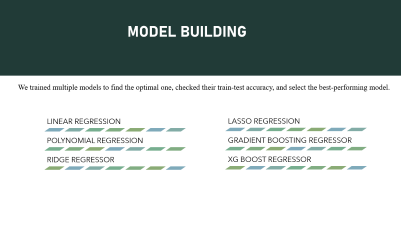 MODEL BUILDING
We trained multiple models to find the optimal one, checked their train-test accuracy, and select the best-performing model.
LINEAR REGRESSION
POLYNOMIAL REGRESSION
RIDGE REGRESSOR
LASSO REGRESSION
GRADIENT BOOSTING REGRESSOR
XG BOOST REGRESSOR